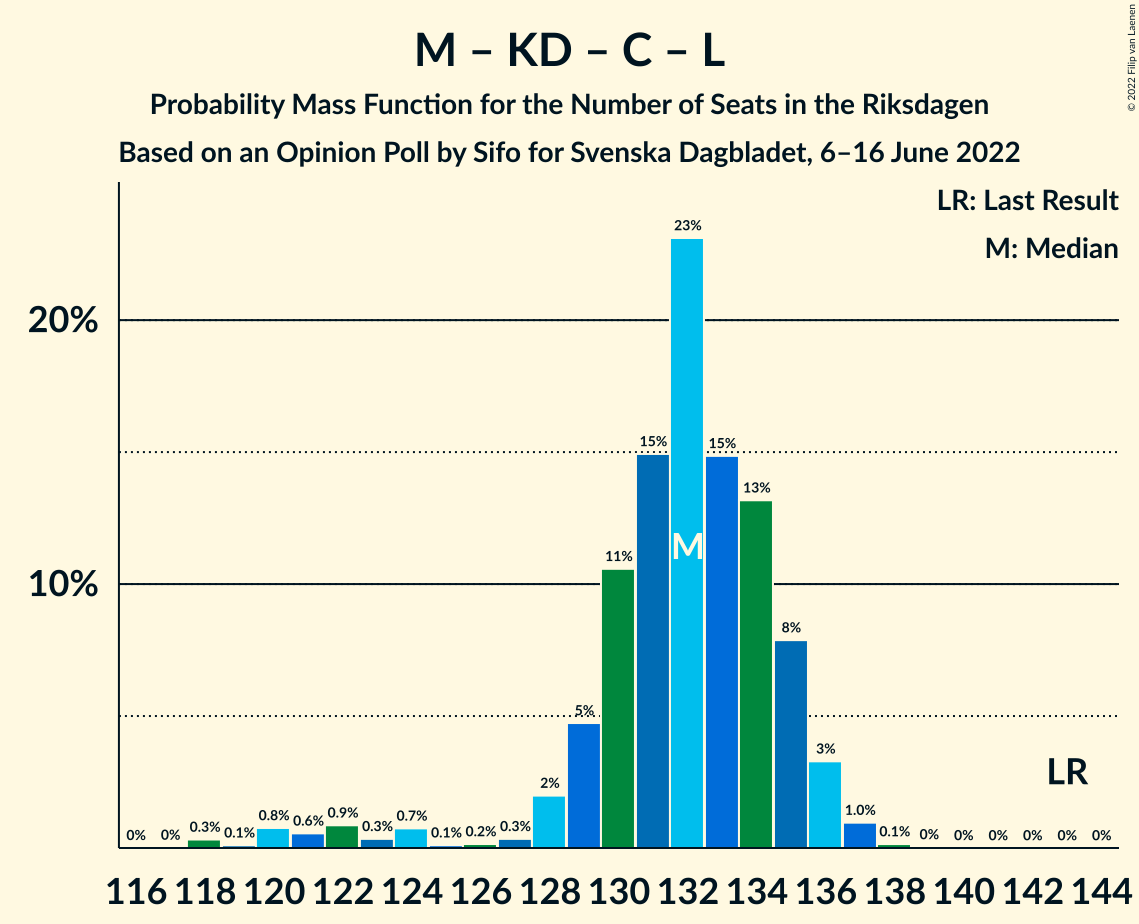 M – KD – C – L
Probability Mass Function for the Number of Seats in the Riksdagen
Based on an Opinion Poll by Sifo for Svenska Dagbladet, 6–16 June 2022
© 2022 Filip van Laenen
LR: Last Result
M: Median
20%
10%
0% 0% 0.3% 0.1% 0.8% 0.6% 0.9% 0.3% 0.7% 0.1% 0.2% 0.3% 2% 5% 11% 15% 23% 15% 13% 8% 3% 1.0% 0.1% 0% 0% 0% 0% 0% 0%
M
LR
116 118 120 122 124 126 128 130 132 134 136 138 140 142 144